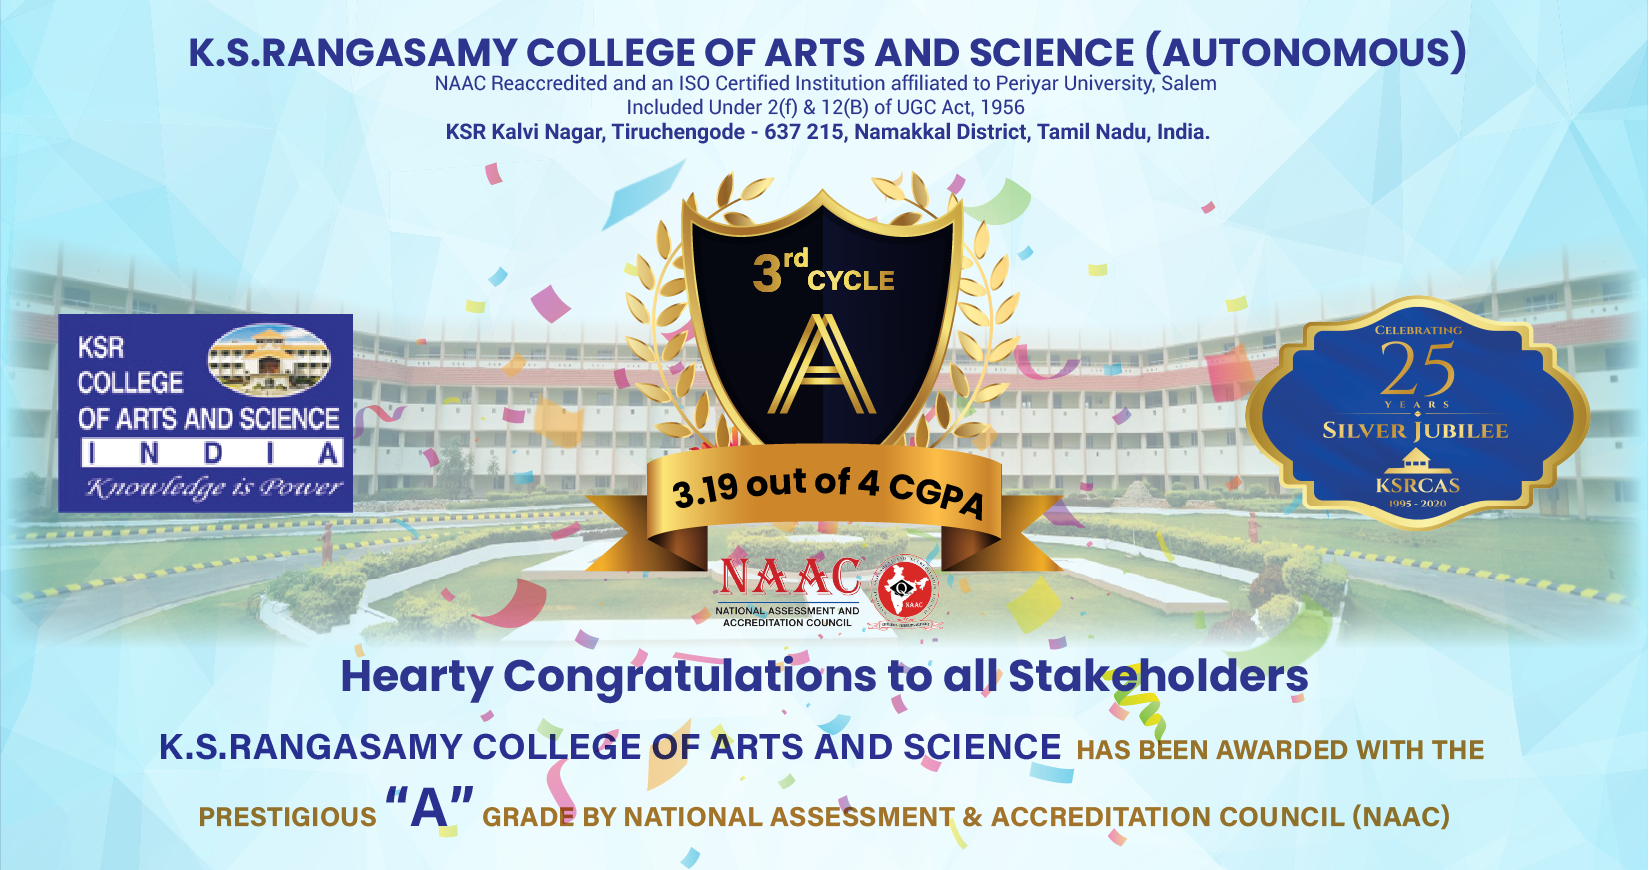 K.S.RANGASAMY COLLEGE OF ARTS AND SCIENCE (AUTONOMOUS)
NAAC Reaccredited and an ISO Certified Institution affiliated to Periyar University, Salem
Included Under 2(f) & 12(B) of UGC Act, 1956
KSR Kalvi Nagar, Tiruchengode - 637 215, Namakkal District, Tamil Nadu, India.
3rd CYCLE
A
3.19 out of 4 CGPA
KSR
COLLEGE
OF ARTS AND SCIENCE
I N D I A
Knowledge is Power
CELEBRATING
25
YEARS
SILVER JUBILEE
KSRCAS
1995 - 2020
NAAC
NATIONAL ASSESSMENT AND
ACCREDITATION COUNCIL
Q
NAAC
Hearty Congratulations to all Stakeholders
K.S.RANGASAMY COLLEGE OF ARTS AND SCIENCE HAS BEEN AWARDED WITH THE
PRESTIGIOUS “A” GRADE BY NATIONAL ASSESSMENT & ACCREDITATION COUNCIL (NAAC)